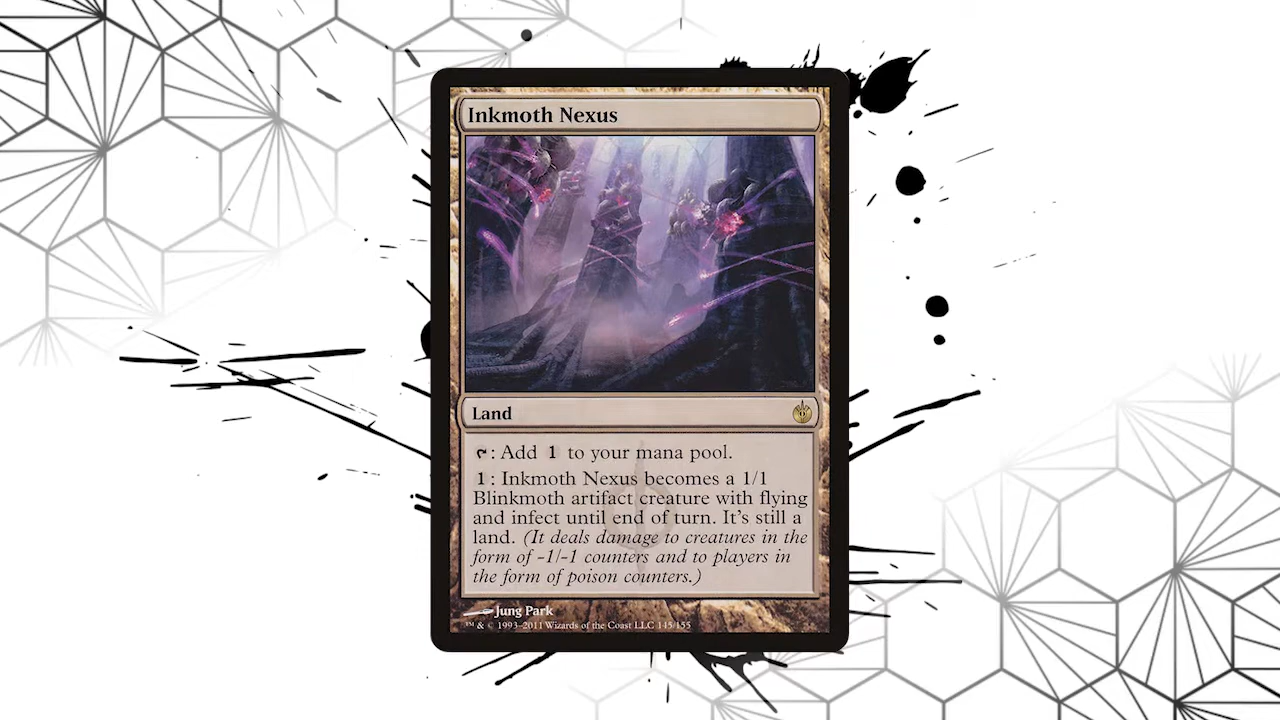 Inkmoth Nexus
Land
: Add 1 to your mana pool.
1: Inkmoth Nexus becomes a 1/1
Blinkmoth artifact creature with flying
and infect until end of turn. It's still a
land. (It deals damage to creatures in the
form of -1/-1 counters and to players in
the form of poison counters.)
Jung Park
™ & © 1993–2011 Wizards of the Coast LLC 145/155